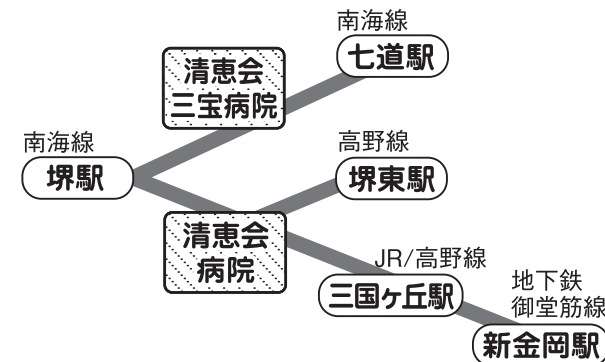 南海線
七道駅
清恵会
三宝病院
南海線
堺駅
高野線
堺東駅
清恵会
病院
JR/高野線
三国ヶ丘駅
地下鉄
御堂筋線
新金岡駅